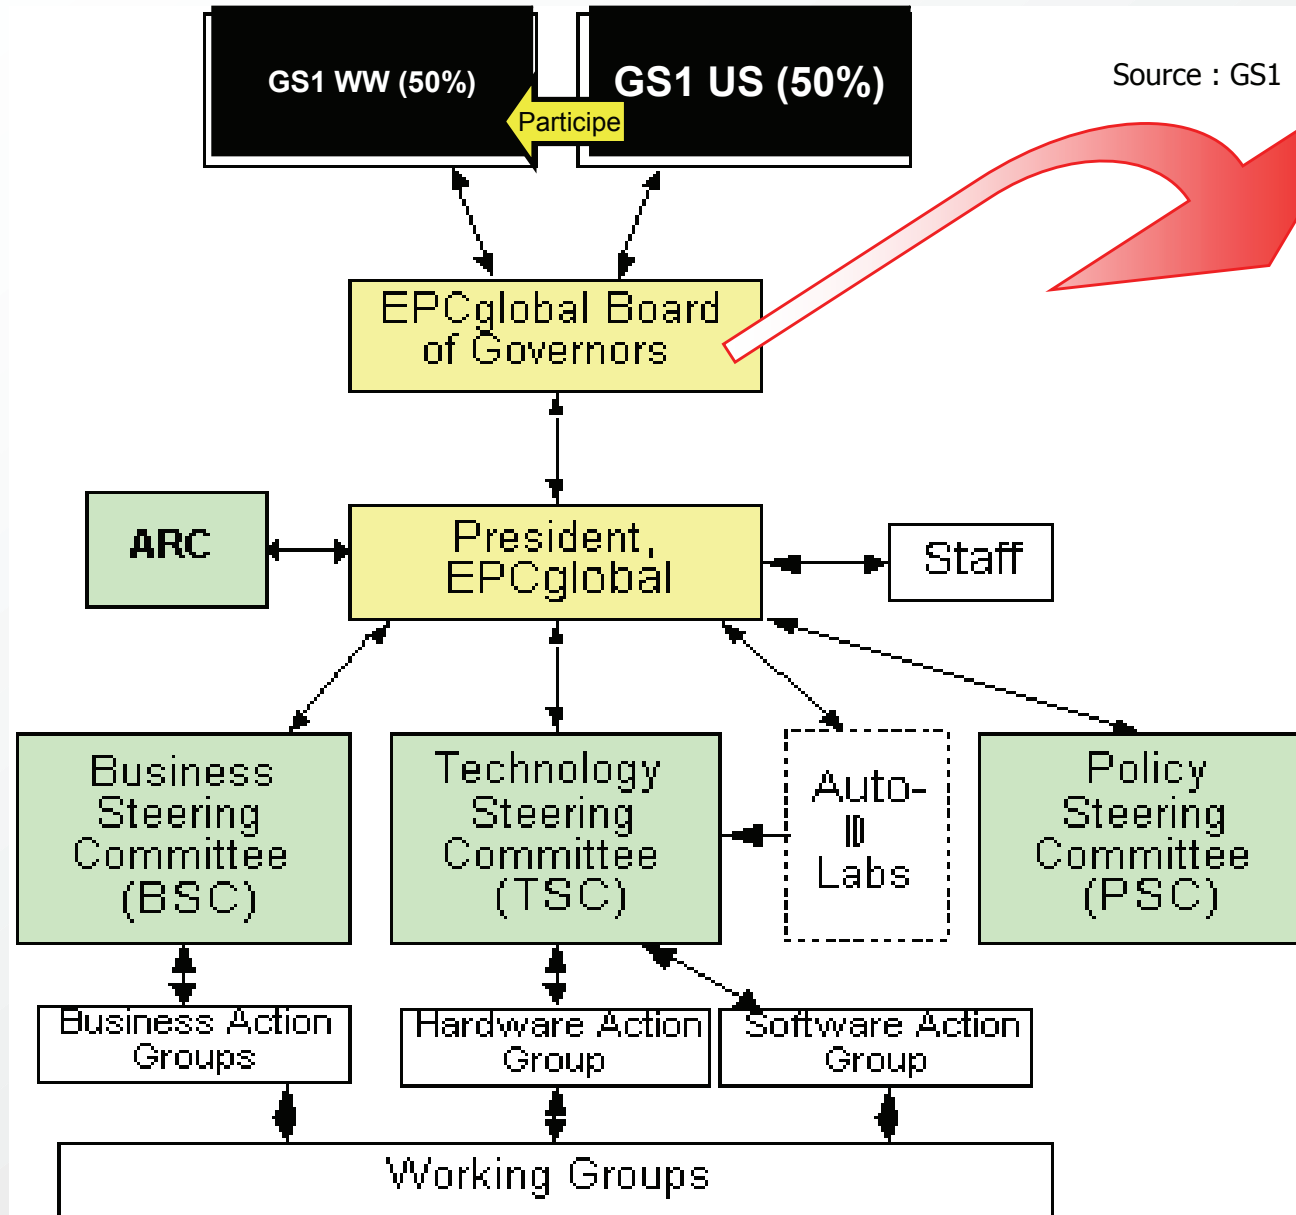 GS1 WW (50%)
GS1 US (50%)
Participe
Source : GS1
EPCglobal Board
of Governors
ARC
President,
EPCglobal
Staff
Business
Steering
Committee
(BSC)
Technology
Steering
Committee
(TSC)
Auto-
ID
Labs
Policy
Steering
Committee
(PSC)
Business Action
Groups
Hardware Action
Group
Software Action
Group
Working Groups